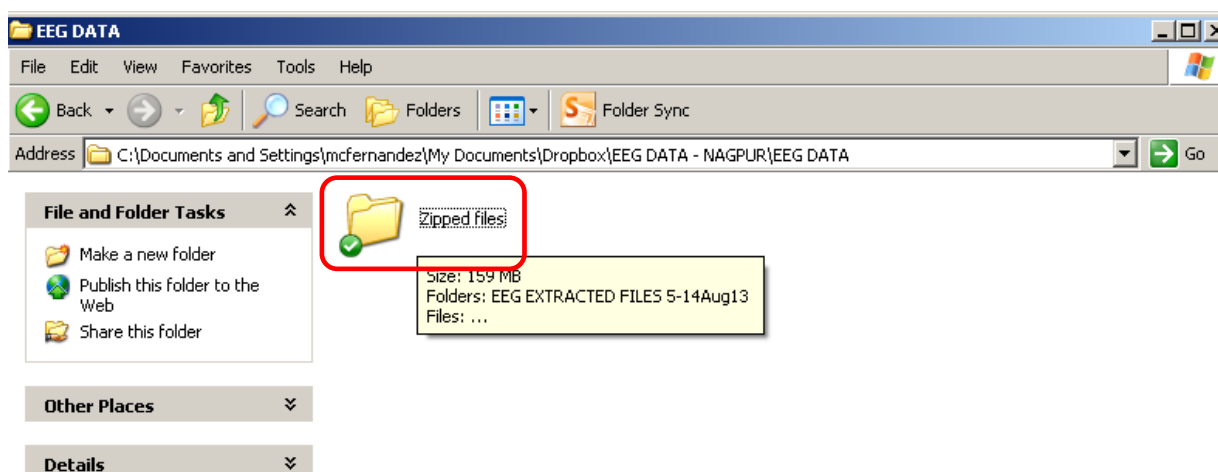 EEG DATA
File Edit View Favorites Tools Help
Back Search Folders Folder Sync
Address C:\Documents and Settings\mcfernandez\My Documents\Dropbox\EEG DATA - NAGPUR\EEG DATA Go
File and Folder Tasks
Make a new folder
Publish this folder to the
Web
Share this folder
Other Places
Details
Zipped files
Size: 159 MB
Folders: EEG EXTRACTED FILES 5-14Aug13
Files: ...